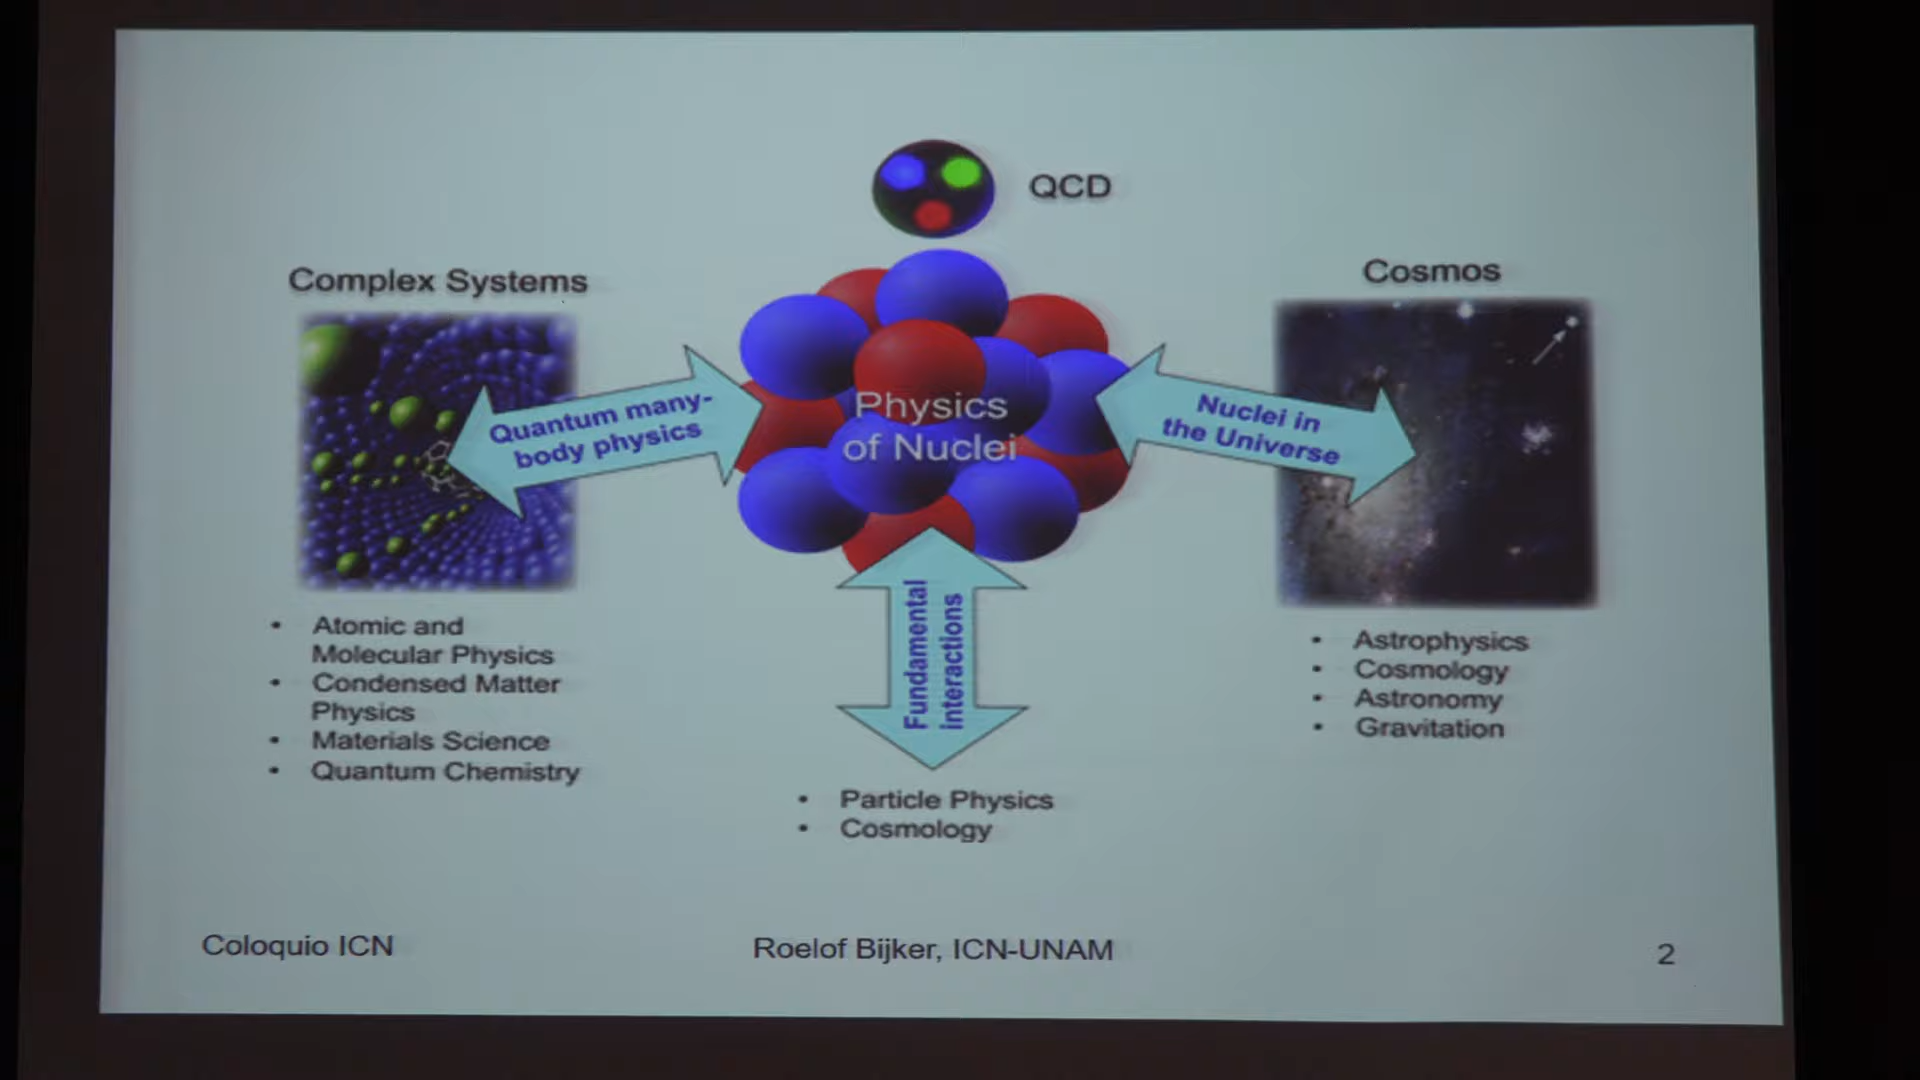 QCD
Complex Systems
Cosmos
Quantum many-
body physics
Physics
of Nuclei
Nuclei in
the Universe
Fundamental
interactions
• Atomic and
Molecular Physics
• Condensed Matter
Physics
• Materials Science
• Quantum Chemistry
• Astrophysics
• Cosmology
• Astronomy
• Gravitation
• Particle Physics
• Cosmology
Coloquio ICN
Roelof Bijker, ICN-UNAM
2